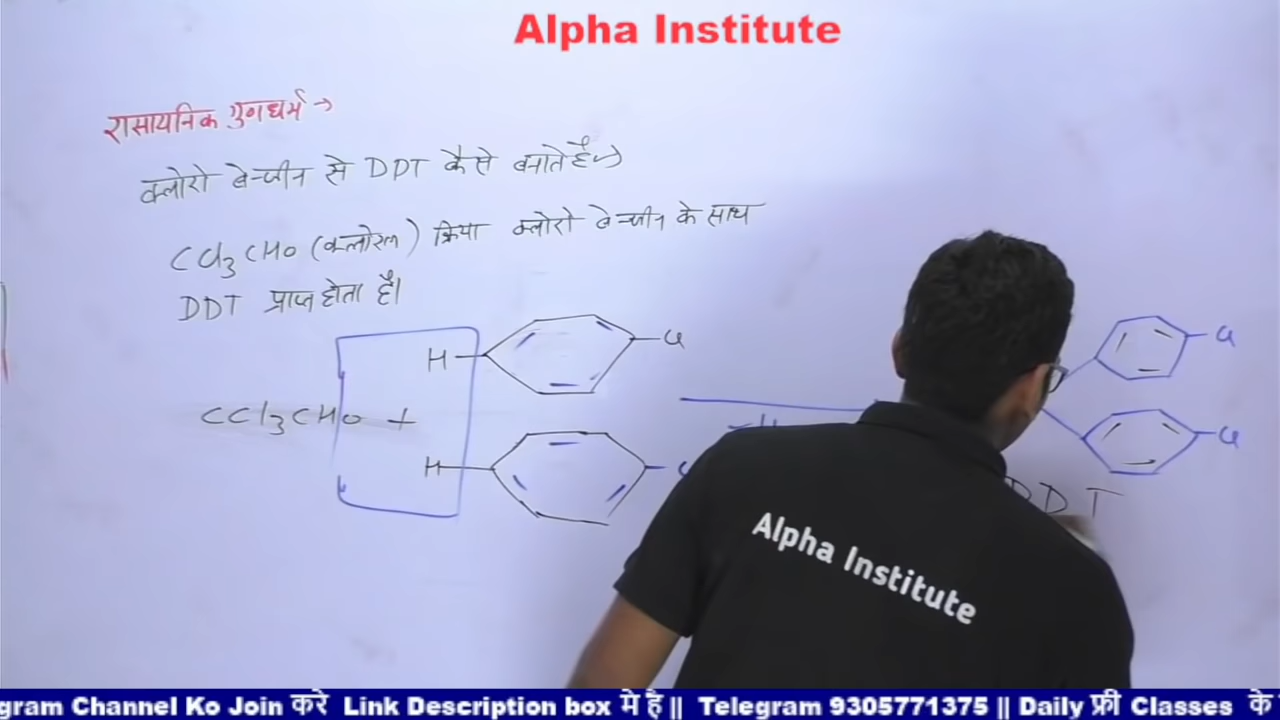 Alpha Institute
रासायनिक गुणधर्म →
क्लोरो बेन्जीन से DDT कैसे बनाते हैं→
CCl3CHO (क्लोरल) क्रिया क्लोरो बेन्जीन के साथ
DDT प्राप्त होता है।
H Cl
Cl
CCl3CHO +
Cl
H
DDT
Alpha Institute
gram Channel Ko Join करे Link Description box मे है || Telegram 9305771375 || Daily फ्री Classes के